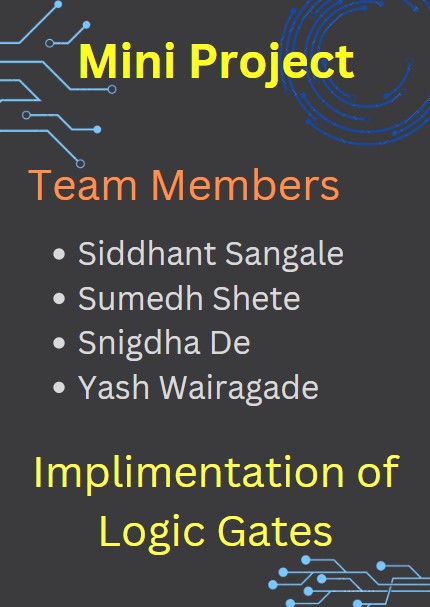 Mini Project
Team Members
• Siddhant Sangale
• Sumedh Shete
• Snigdha De
• Yash Wairagade
Implimentation of
Logic Gates